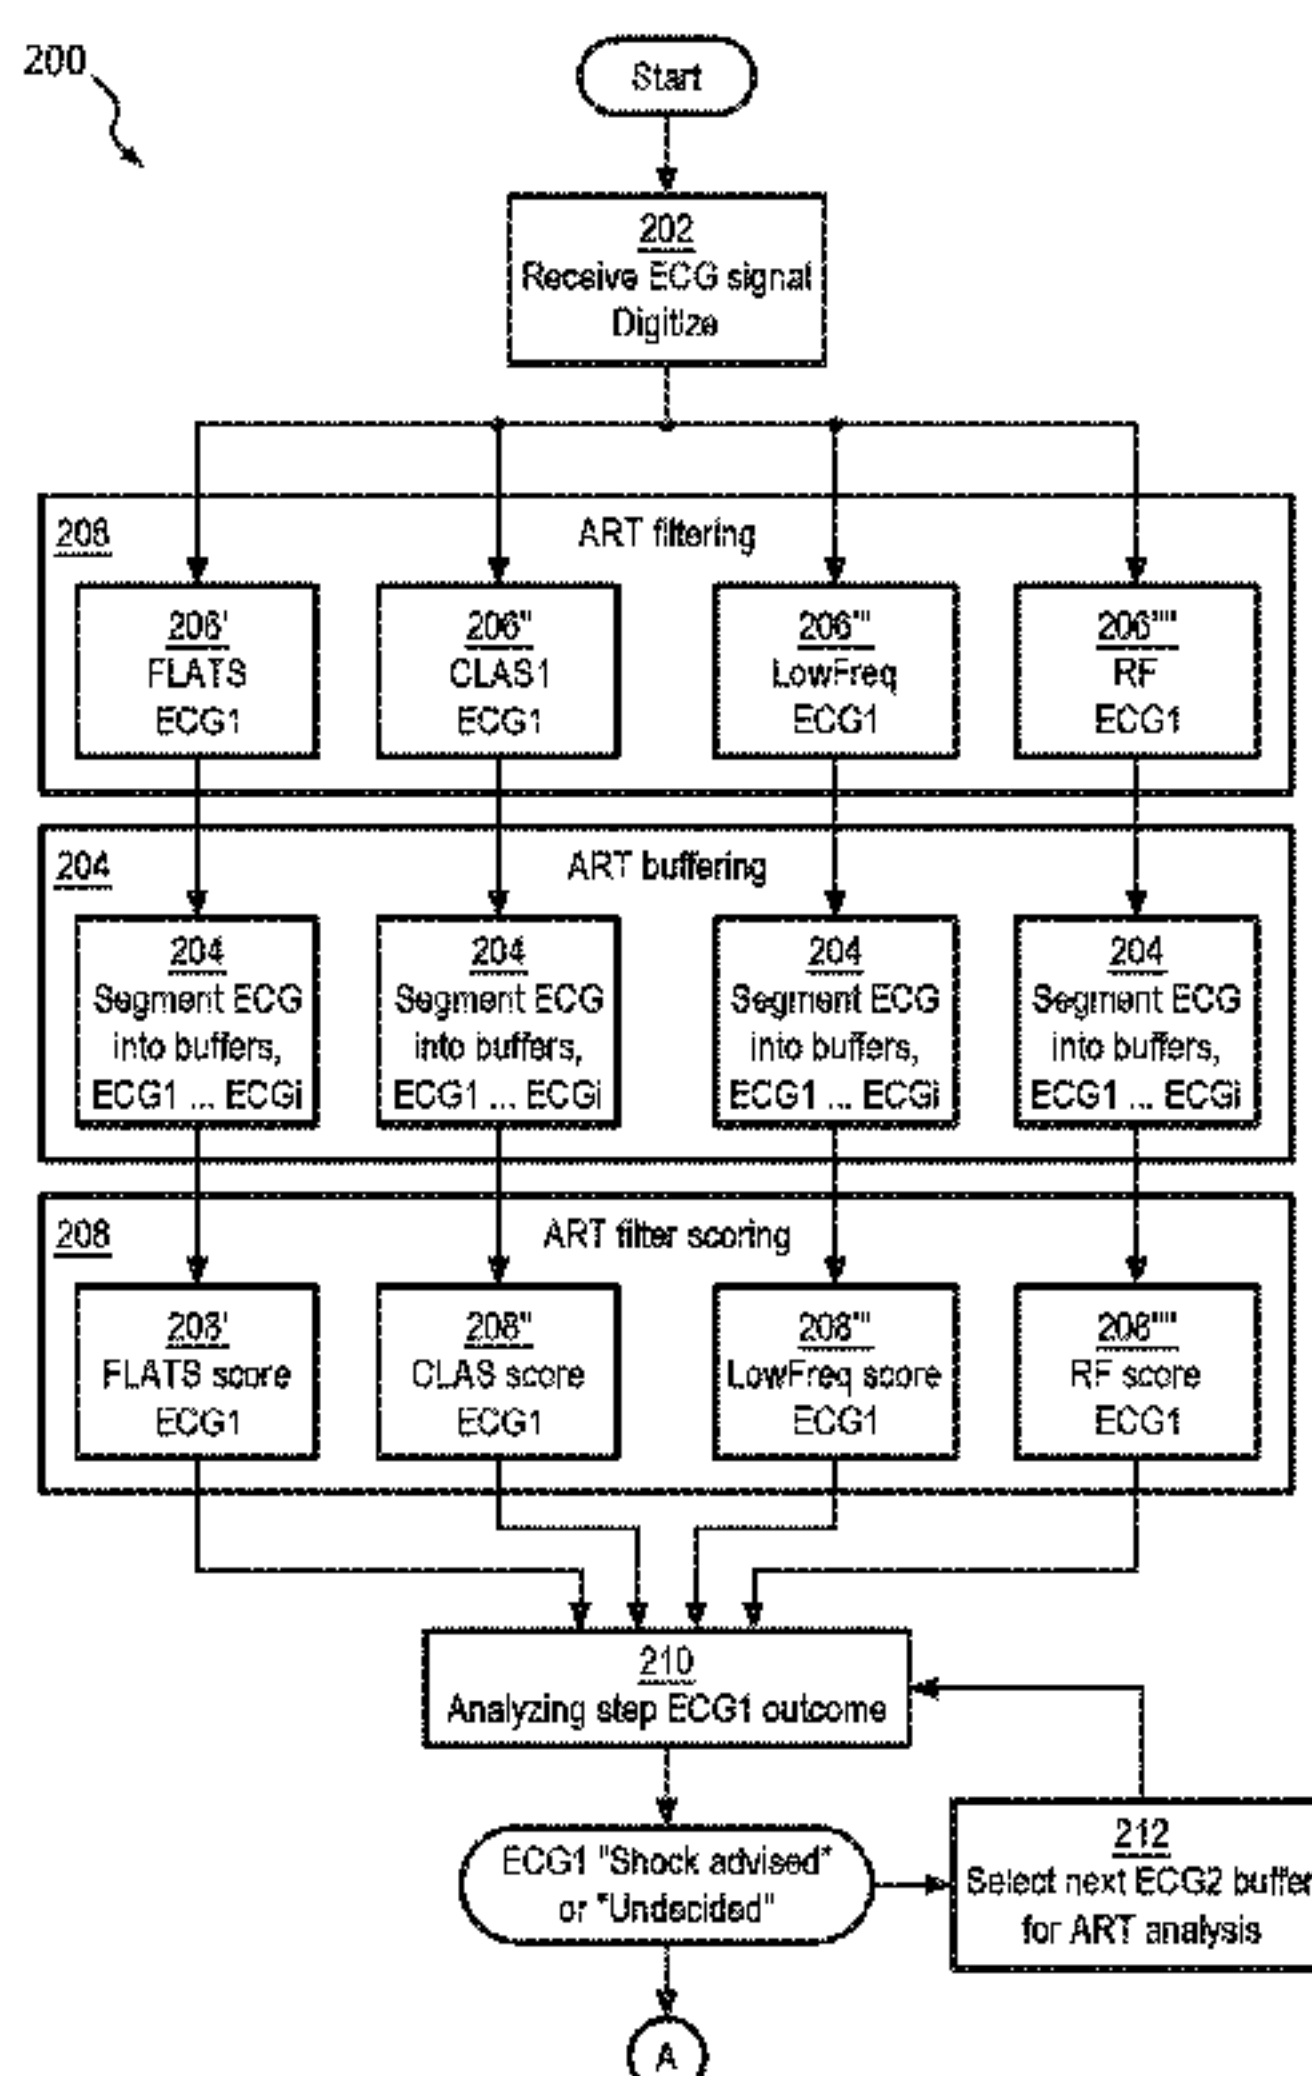 200
Start
202
Receive ECG signal
Digitize
206
ART filtering
206'
FLATS
ECG1
206"
CLAS1
ECG1
206'"
LowFreq
ECG1
206""
RF
ECG1
204
ART buffering
204
Segment ECG
into buffers,
ECG1 ... ECGi
204
Segment ECG
into buffers,
ECG1 ... ECGi
204
Segment ECG
into buffers,
ECG1 ... ECGi
204
Segment ECG
into buffers,
ECG1 ... ECGi
208
ART filter scoring
208'
FLATS score
ECG1
208"
CLAS score
ECG1
208'"
LowFreq score
ECG1
208""
RF score
ECG1
210
Analyzing step ECG1 outcome
ECG1 "Shock advised"
or "Undecided"
212
Select next ECG2 buffer
for ART analysis
A